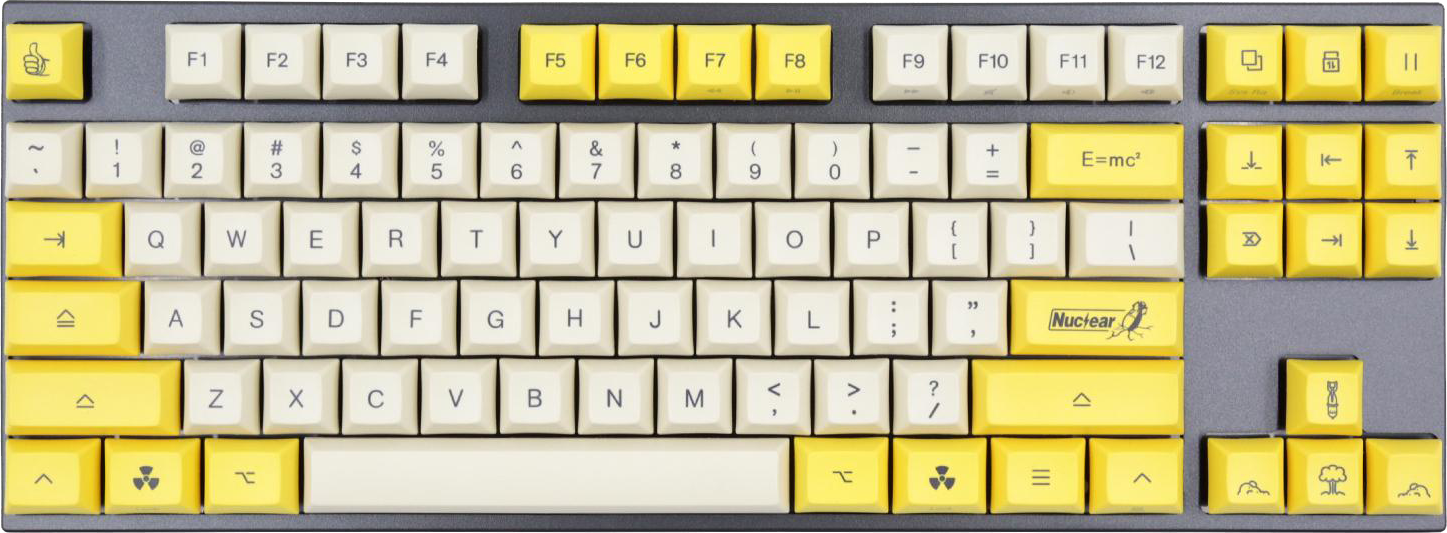 F1 F2 F3 F4 F5 F6 F7 F8 F9 F10 F11 F12
~ ! @ # $ % ^ & * ( ) — +
` 1 2 3 4 5 6 7 8 9 0 - = E=mc²
Q W E R T Y U I O P { } |
[ ] \
A S D F G H J K L : ”
; , Nuclear
Z X C V B N M < > ?
, . /